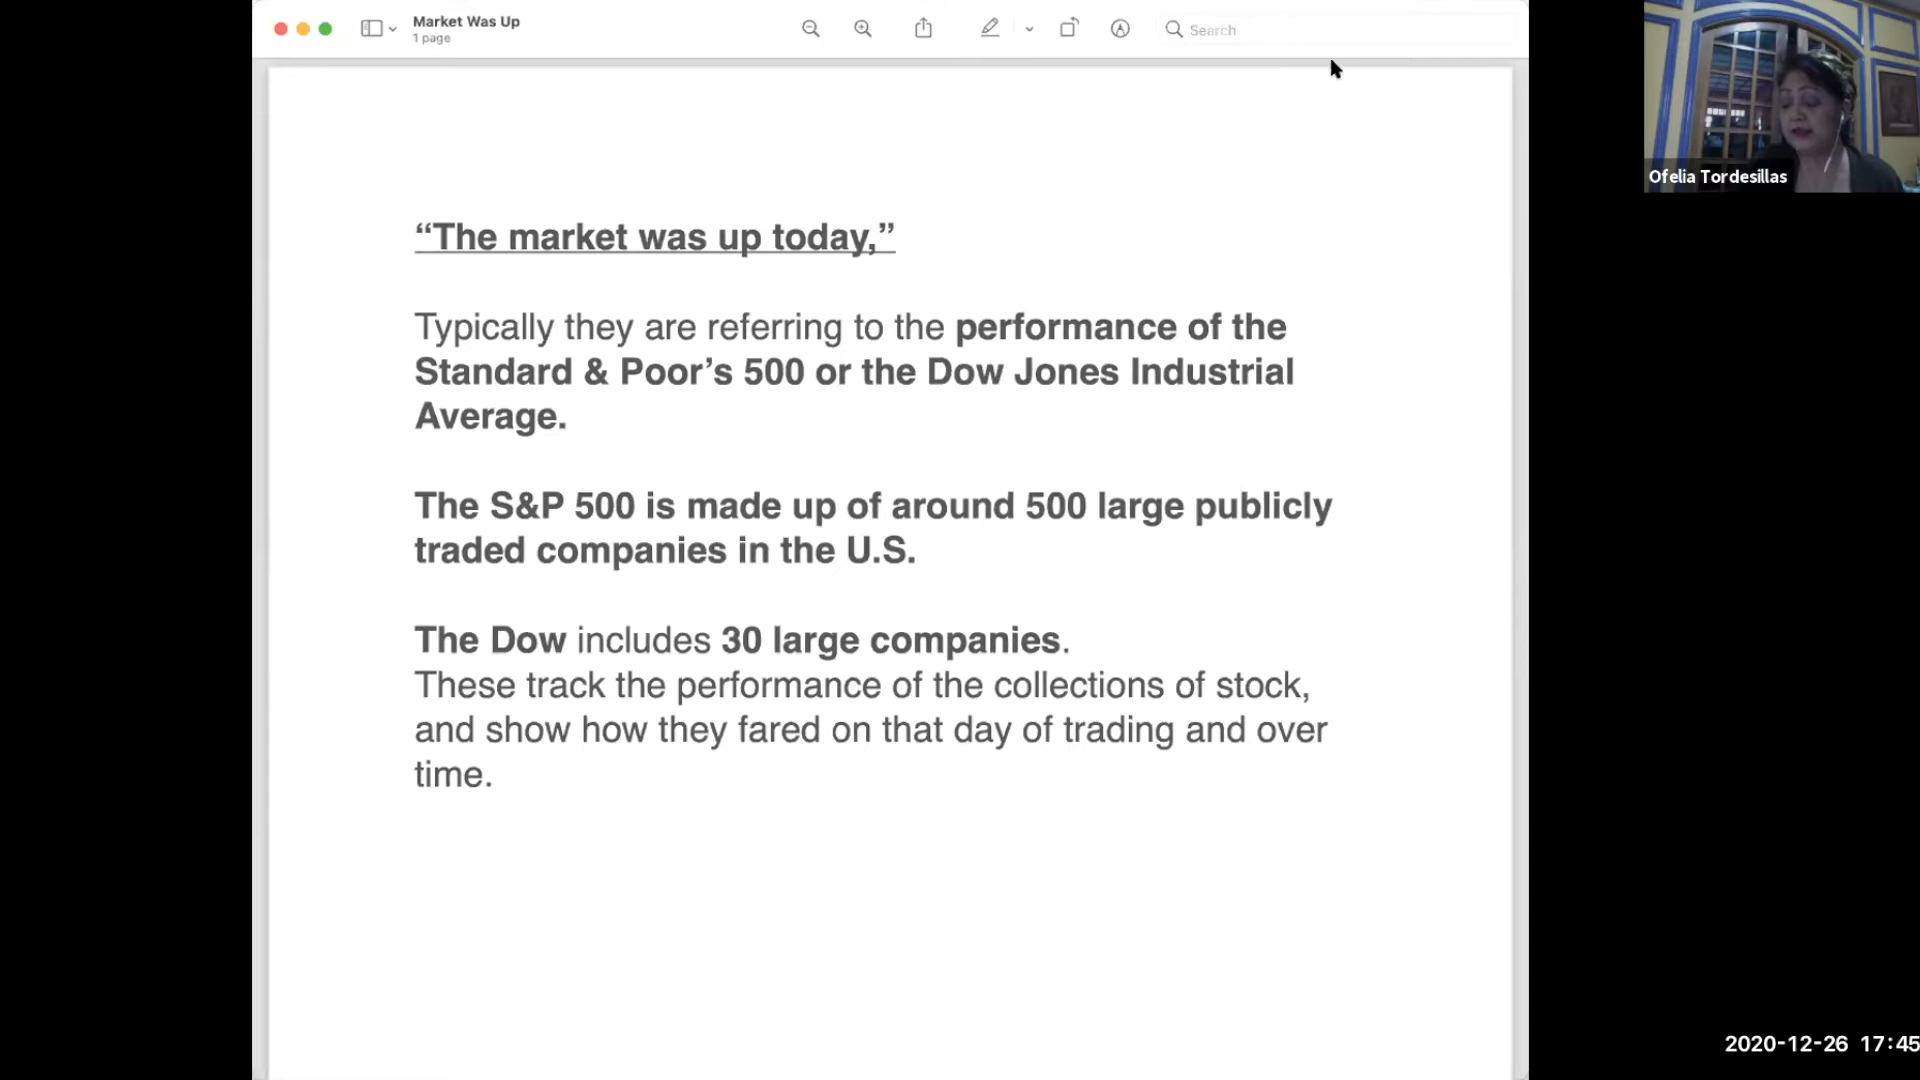 Market Was Up
1 page
Search
Ofelia Tordesillas
“The market was up today,”
Typically they are referring to the performance of the
Standard & Poor’s 500 or the Dow Jones Industrial
Average.
The S&P 500 is made up of around 500 large publicly
traded companies in the U.S.
The Dow includes 30 large companies.
These track the performance of the collections of stock,
and show how they fared on that day of trading and over
time.
2020-12-26 17:45